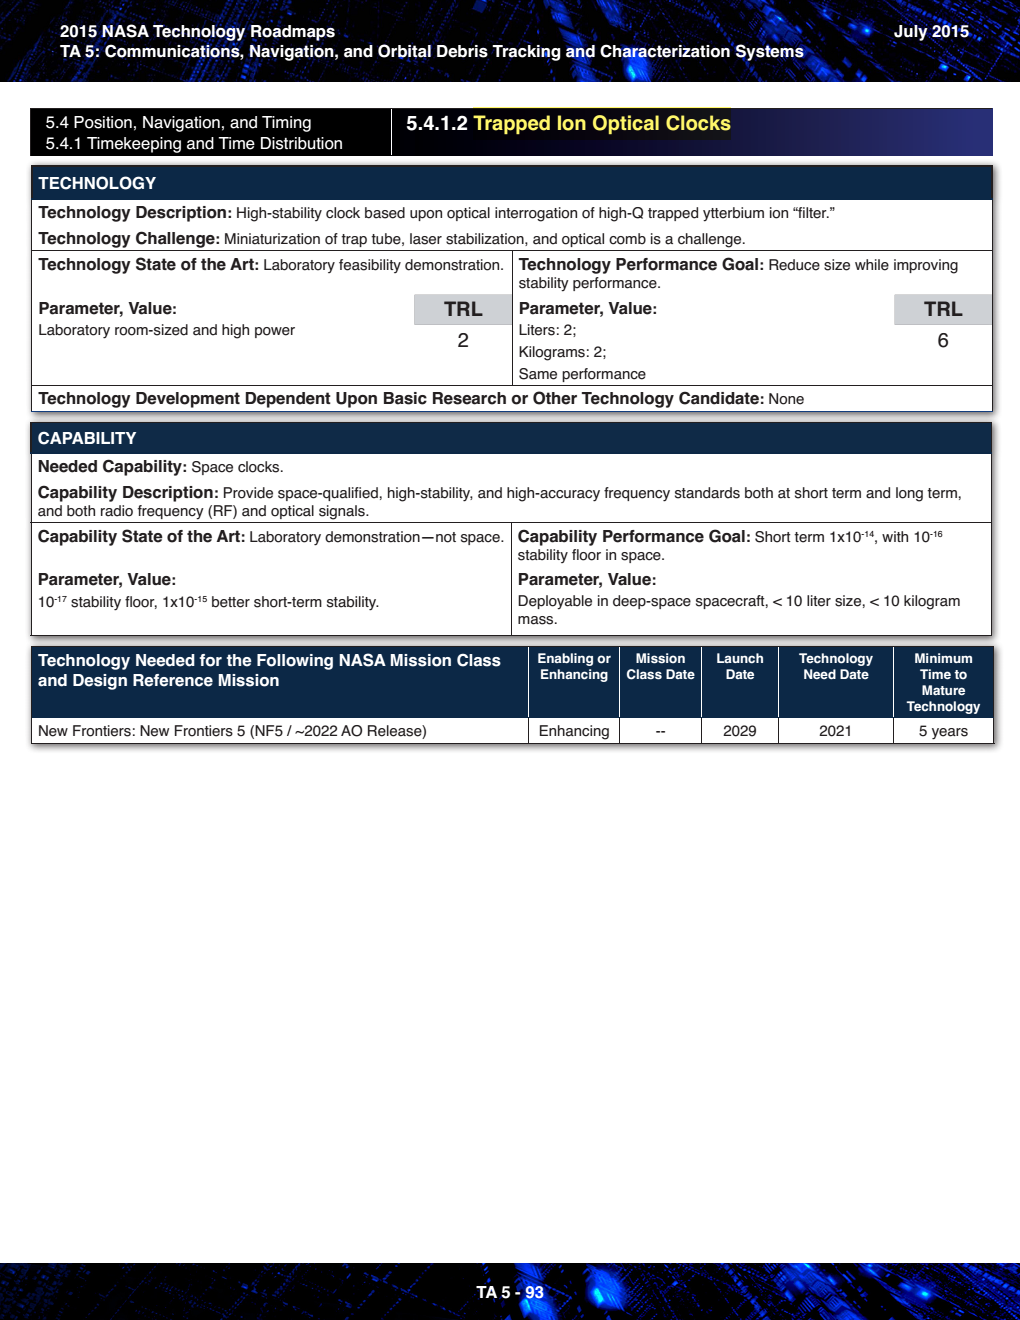 2015 NASA Technology Roadmaps
July 2015
TA 5: Communications, Navigation, and Orbital Debris Tracking and Characterization Systems
5.4 Position, Navigation, and Timing
5.4.1 Timekeeping and Time Distribution
5.4.1.2 Trapped Ion Optical Clocks
TECHNOLOGY
Technology Description: High-stability clock based upon optical interrogation of high-Q trapped ytterbium ion “filter.”
Technology Challenge: Miniaturization of trap tube, laser stabilization, and optical comb is a challenge.
Technology State of the Art: Laboratory feasibility demonstration.
Parameter, Value:
Laboratory room-sized and high power
TRL
2
Technology Performance Goal: Reduce size while improving
stability performance.
Parameter, Value:
Liters: 2;
Kilograms: 2;
Same performance
TRL
6
Technology Development Dependent Upon Basic Research or Other Technology Candidate: None
CAPABILITY
Needed Capability: Space clocks.
Capability Description: Provide space-qualified, high-stability, and high-accuracy frequency standards both at short term and long term,
and both radio frequency (RF) and optical signals.
Capability State of the Art: Laboratory demonstration—not space.
Parameter, Value:
10⁻¹⁷ stability floor, 1x10⁻¹⁵ better short-term stability.
Capability Performance Goal: Short term 1x10⁻¹⁴, with 10⁻¹⁶
stability floor in space.
Parameter, Value:
Deployable in deep-space spacecraft, < 10 liter size, < 10 kilogram
mass.
Technology Needed for the Following NASA Mission Class
and Design Reference Mission
Enabling or
Enhancing
Mission
Class Date
Launch
Date
Technology
Need Date
Minimum
Time to
Mature
Technology
New Frontiers: New Frontiers 5 (NF5 / ~2022 AO Release)
Enhancing
--
2029
2021
5 years
TA 5 - 93